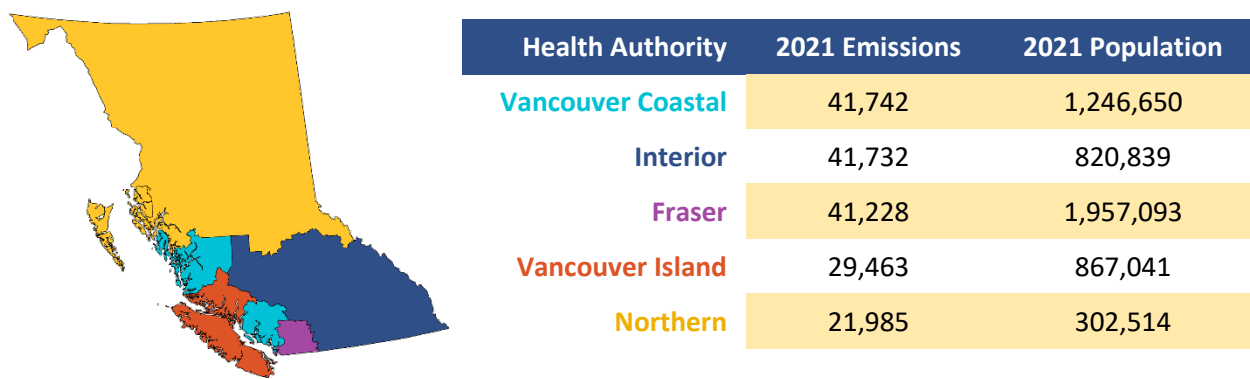 Health Authority 2021 Emissions 2021 Population
Vancouver Coastal 41,742 1,246,650
Interior 41,732 820,839
Fraser 41,228 1,957,093
Vancouver Island 29,463 867,041
Northern 21,985 302,514